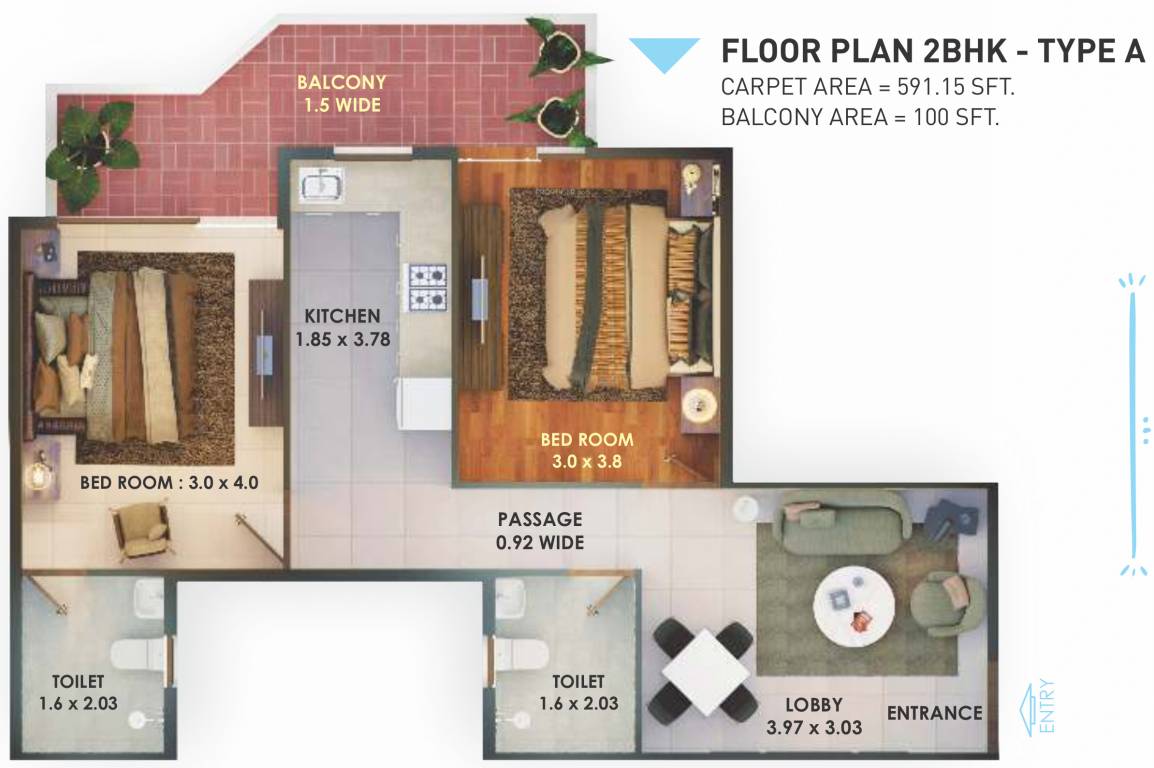 FLOOR PLAN 2BHK - TYPE A
CARPET AREA = 591.15 SFT.
BALCONY AREA = 100 SFT.
BALCONY
1.5 WIDE
KITCHEN
1.85 x 3.78
BED ROOM
3.0 x 3.8
BED ROOM : 3.0 x 4.0
PASSAGE
0.92 WIDE
TOILET
1.6 x 2.03
TOILET
1.6 x 2.03
LOBBY
3.97 x 3.03
ENTRANCE
ENTRY